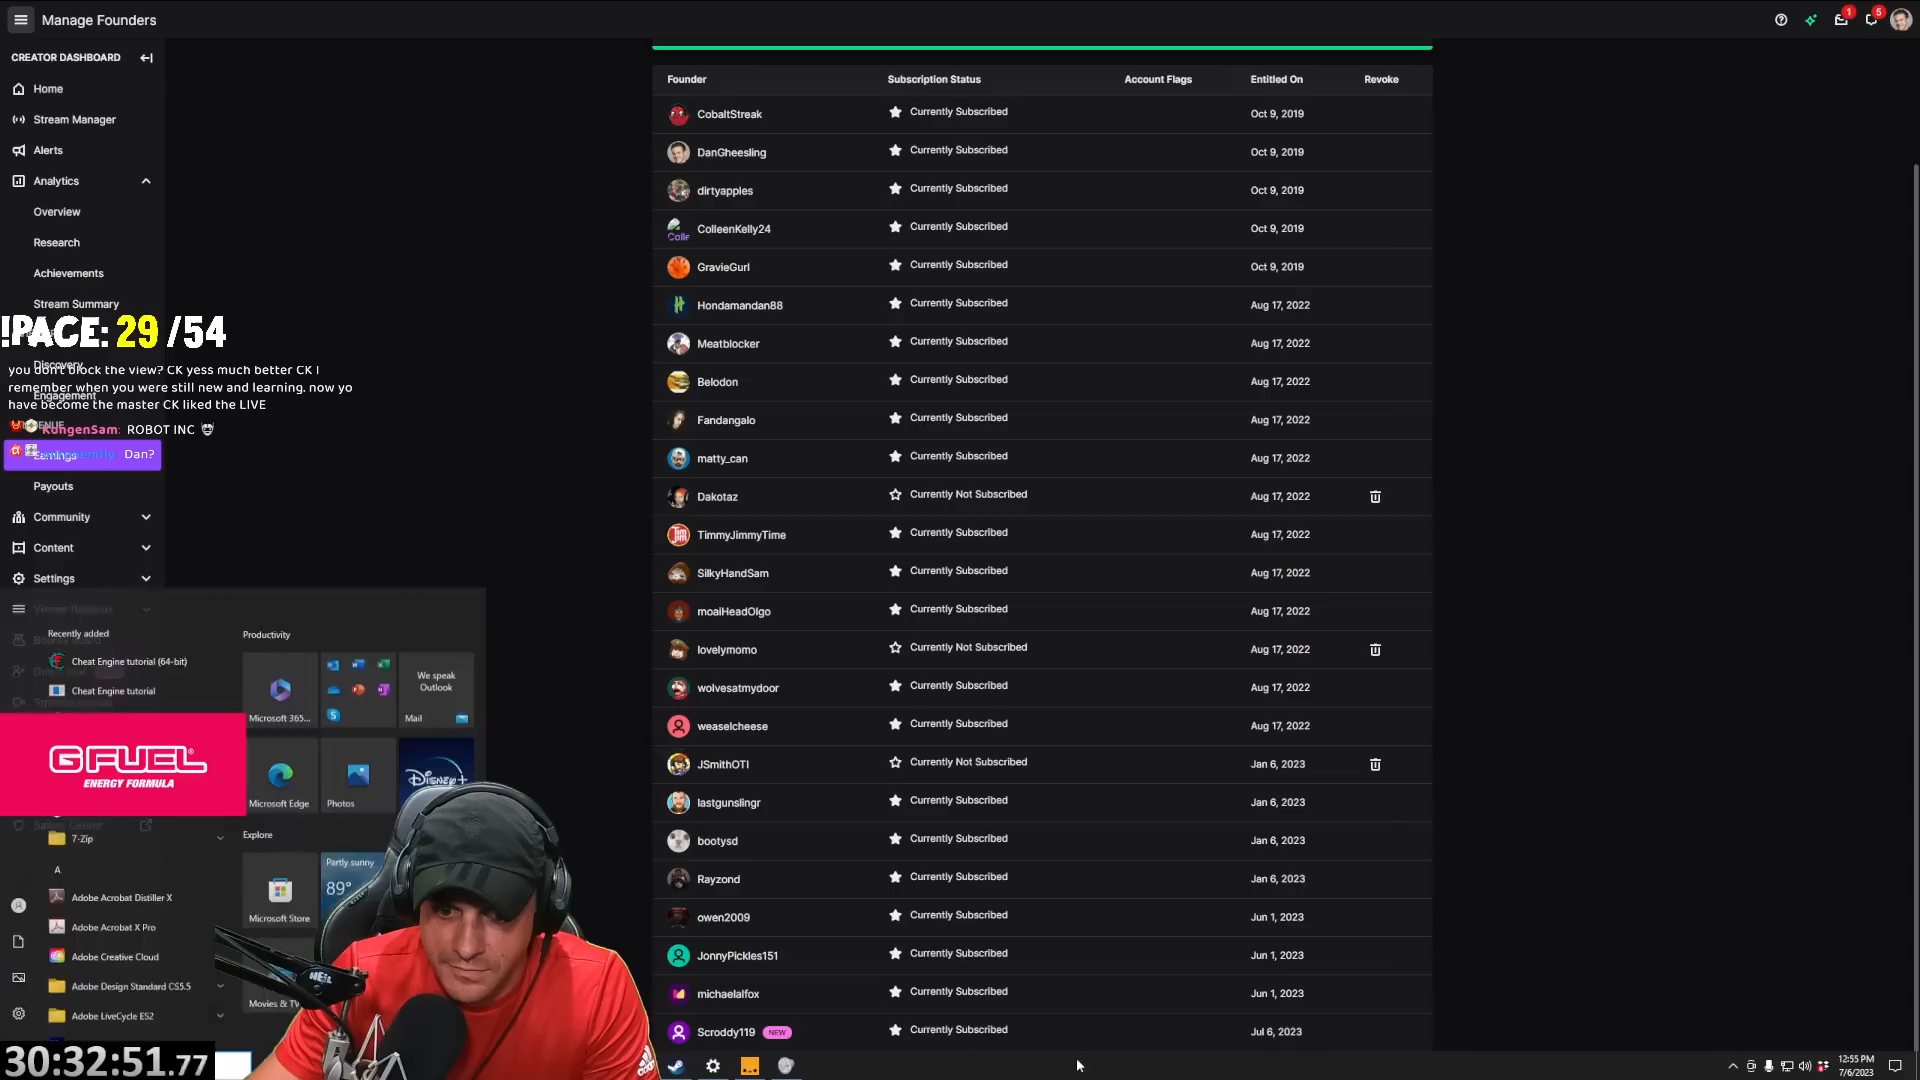 Manage Founders
1
5
CREATOR DASHBOARD
Home
Stream Manager
Alerts
Analytics
Overview
Research
Achievements
Stream Summary
!PACE: 29 /54
Discovery
you don't block the view? CK yess much better CK I
remember when you were still new and learning. now yo
Engagement
have become the master CK liked the LIVE
KungenSam: ROBOT INC
Earnings
Dan?
Payouts
Community
Content
Settings
Founder Subscription Status Account Flags Entitled On Revoke
CobaltStreak Currently Subscribed Oct 9, 2019
DanGheesling Currently Subscribed Oct 9, 2019
dirtyapples Currently Subscribed Oct 9, 2019
Colle
ColleenKelly24 Currently Subscribed Oct 9, 2019
GravieGurl Currently Subscribed Oct 9, 2019
Hondamandan88 Currently Subscribed Aug 17, 2022
Meatblocker Currently Subscribed Aug 17, 2022
Belodon Currently Subscribed Aug 17, 2022
Fandangalo Currently Subscribed Aug 17, 2022
matty_can Currently Subscribed Aug 17, 2022
Dakotaz Currently Not Subscribed Aug 17, 2022
TimmyJimmyTime Currently Subscribed Aug 17, 2022
SilkyHandSam Currently Subscribed Aug 17, 2022
moaiHeadOlgo Currently Subscribed Aug 17, 2022
lovelymomo Currently Not Subscribed Aug 17, 2022
wolvesatmydoor Currently Subscribed Aug 17, 2022
weaselcheese Currently Subscribed Aug 17, 2022
JSmithOTI Currently Not Subscribed Jan 6, 2023
lastgunslingr Currently Subscribed Jan 6, 2023
bootysd Currently Subscribed Jan 6, 2023
Rayzond Currently Subscribed Jan 6, 2023
owen2009 Currently Subscribed Jun 1, 2023
JonnyPickles151 Currently Subscribed Jun 1, 2023
michaelalfox Currently Subscribed Jun 1, 2023
Scroddy119 NEW Currently Subscribed Jul 6, 2023
Recently added
Cheat Engine tutorial (64-bit)
Cheat Engine tutorial
G FUEL
ENERGY FORMULA
7-Zip
A
Adobe Acrobat Distiller X
Adobe Acrobat X Pro
Adobe Creative Cloud
Adobe Design Standard CS5.5
Adobe LiveCycle ES2
Productivity
Microsoft 365...
We speak
Outlook
Mail
Microsoft Edge
Photos
Disney+
Explore
Microsoft Store
Partly sunny
89°
Movies & TV
HEIL
adidas
30:32:51.77
12:55 PM
7/6/2023